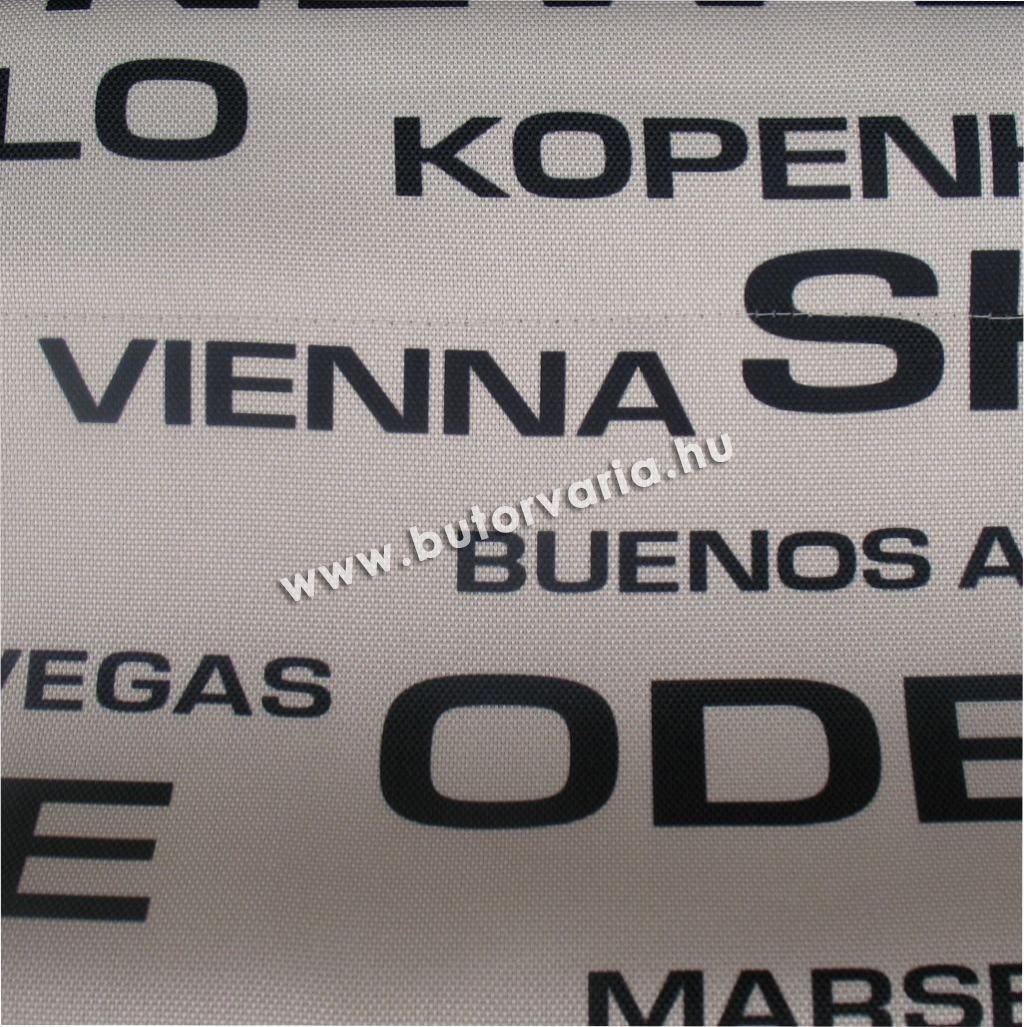 LO
KOPENH
VIENNA
SH
www.butorvaria.hu
BUENOS A
VEGAS
ODE
E
MARSE